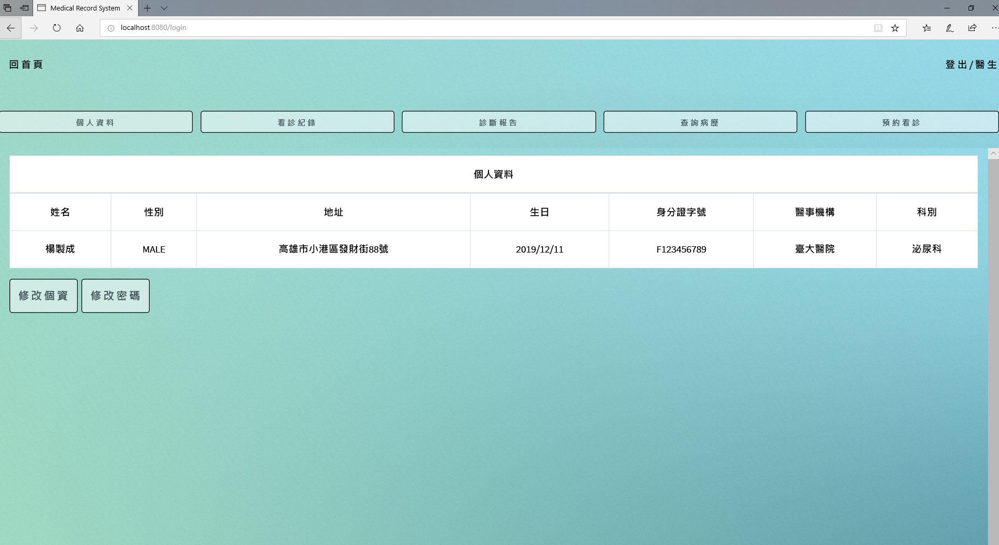 Medical Record System
localhost:8080/login
回首頁
登出/醫生
個人資料 看診紀錄 診斷報告 查詢病歷 預約看診
個人資料
姓名 性別 地址 生日 身分證字號 醫事機構 科別
楊製成 MALE 高雄市小港區發財街88號 2019/12/11 F123456789 臺大醫院 泌尿科
修改個資 修改密碼